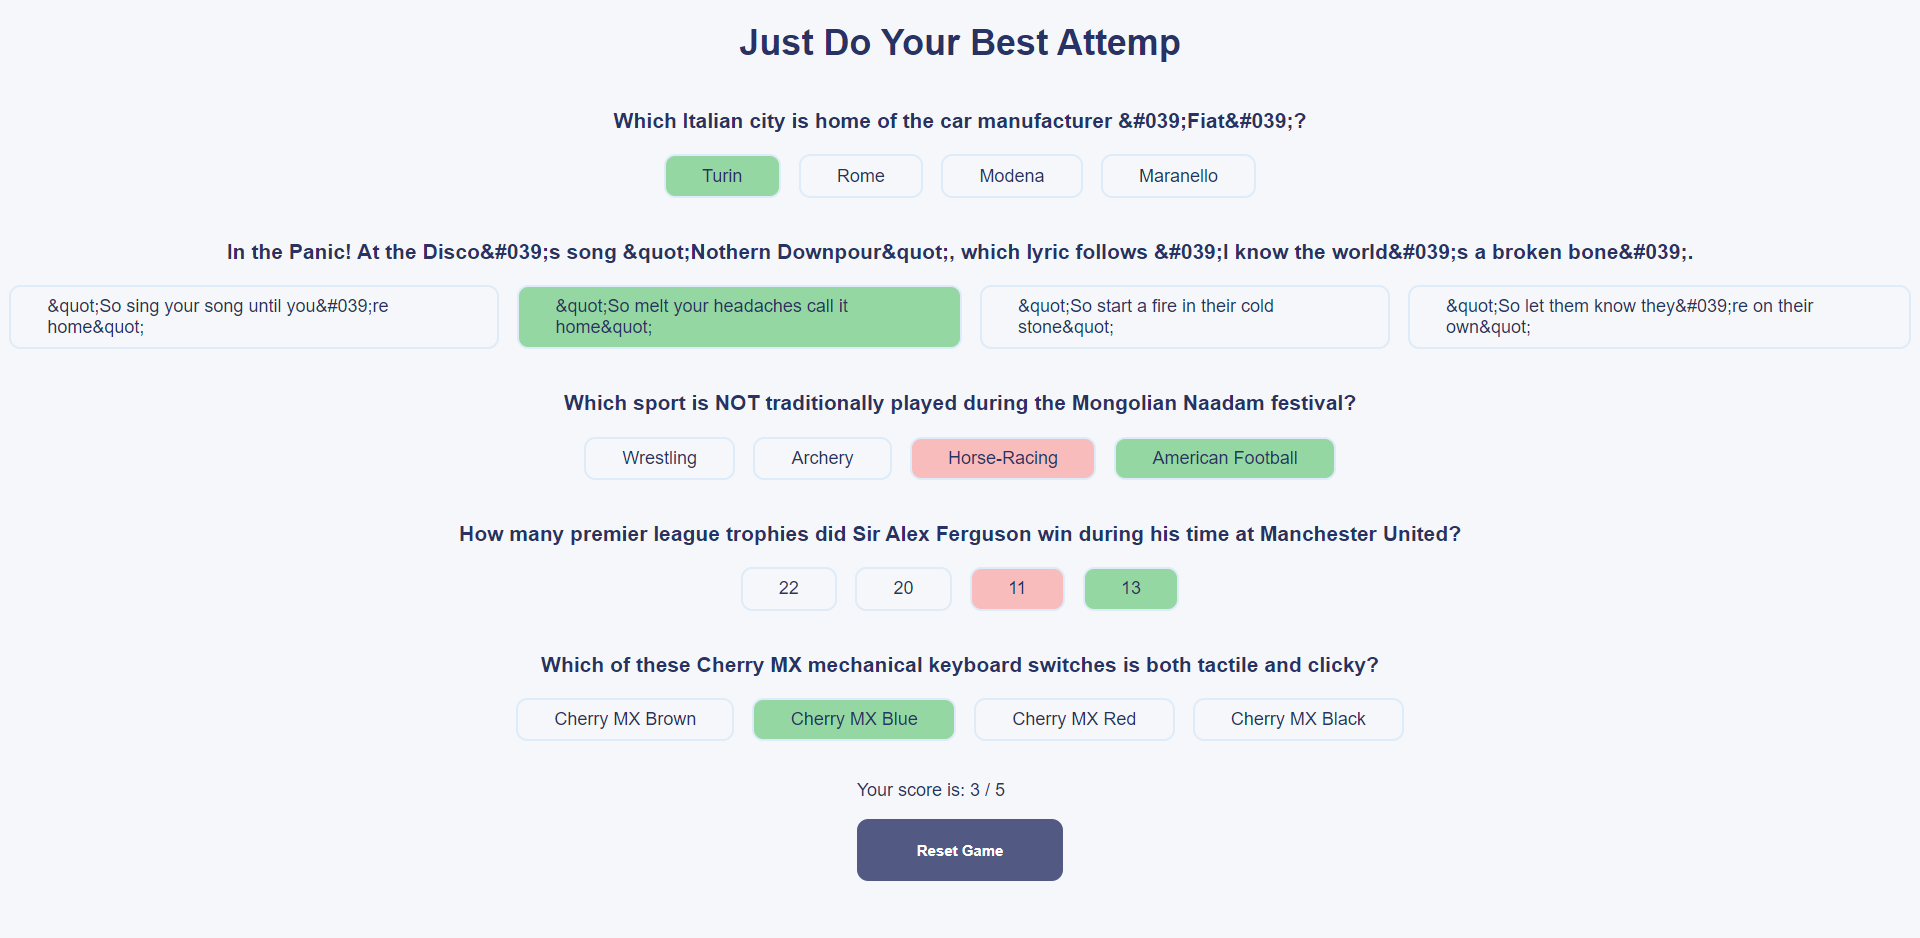 Just Do Your Best Attemp
Which Italian city is home of the car manufacturer &#039;Fiat&#039;?
Turin
Rome
Modena
Maranello
In the Panic! At the Disco&#039;s song &quot;Nothern Downpour&quot;, which lyric follows &#039;I know the world&#039;s a broken bone&#039;.
&quot;So sing your song until you&#039;re
home&quot;
&quot;So melt your headaches call it
home&quot;
&quot;So start a fire in their cold
stone&quot;
&quot;So let them know they&#039;re on their
own&quot;
Which sport is NOT traditionally played during the Mongolian Naadam festival?
Wrestling
Archery
Horse-Racing
American Football
How many premier league trophies did Sir Alex Ferguson win during his time at Manchester United?
22
20
11
13
Which of these Cherry MX mechanical keyboard switches is both tactile and clicky?
Cherry MX Brown
Cherry MX Blue
Cherry MX Red
Cherry MX Black
Your score is: 3 / 5
Reset Game